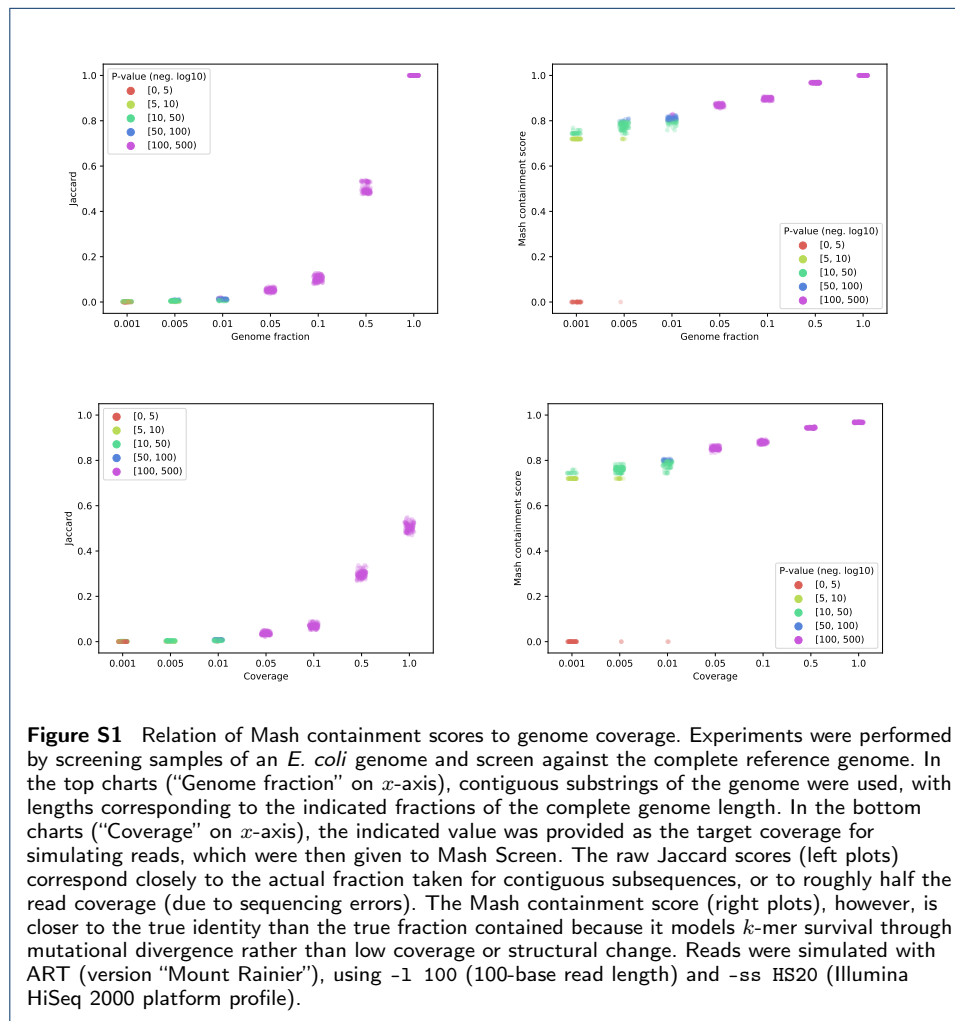 P-value (neg. log10)
[0, 5)
[5, 10)
[10, 50)
[50, 100)
[100, 500)
1.0
0.8
0.6
0.4
0.2
0.0
Jaccard
0.001 0.005 0.01 0.05 0.1 0.5 1.0
Genome fraction
1.0
0.8
0.6
0.4
0.2
0.0
Mash containment score
P-value (neg. log10)
[0, 5)
[5, 10)
[10, 50)
[50, 100)
[100, 500)
0.001 0.005 0.01 0.05 0.1 0.5 1.0
Genome fraction
[0, 5)
[5, 10)
[10, 50)
[50, 100)
[100, 500)
1.0
0.8
0.6
0.4
0.2
0.0
Jaccard
0.001 0.005 0.01 0.05 0.1 0.5 1.0
Coverage
1.0
0.8
0.6
0.4
0.2
0.0
Mash containment score
P-value (neg. log10)
[0, 5)
[5, 10)
[10, 50)
[50, 100)
[100, 500)
0.001 0.005 0.01 0.05 0.1 0.5 1.0
Coverage
Figure S1 Relation of Mash containment scores to genome coverage. Experiments were performed
by screening samples of an E. coli genome and screen against the complete reference genome. In
the top charts (“Genome fraction” on x-axis), contiguous substrings of the genome were used, with
lengths corresponding to the indicated fractions of the complete genome length. In the bottom
charts (“Coverage” on x-axis), the indicated value was provided as the target coverage for
simulating reads, which were then given to Mash Screen. The raw Jaccard scores (left plots)
correspond closely to the actual fraction taken for contiguous subsequences, or to roughly half the
read coverage (due to sequencing errors). The Mash containment score (right plots), however, is
closer to the true identity than the true fraction contained because it models k-mer survival through
mutational divergence rather than low coverage or structural change. Reads were simulated with
ART (version “Mount Rainier”), using -l 100 (100-base read length) and -ss HS20 (Illumina
HiSeq 2000 platform profile).